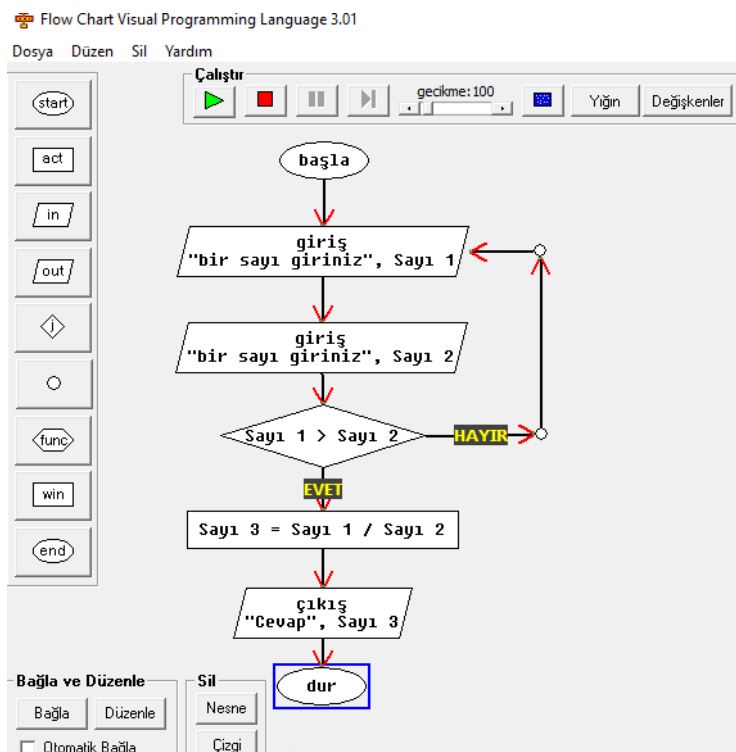 Flow Chart Visual Programming Language 3.01
Dosya Düzen Sil Yardım
Çalıştır
gecikme:100
Yığın
Değişkenler
start
act
in
out
j
func
win
end
başla
giriş
"bir sayı giriniz", Sayı 1
giriş
"bir sayı giriniz", Sayı 2
Sayı 1 > Sayı 2
HAYIR
EVET
Sayı 3 = Sayı 1 / Sayı 2
çıkış
"Cevap", Sayı 3
dur
Bağla ve Düzenle
Bağla
Düzenle
Otomatik Bağla
Sil
Nesne
Çizgi